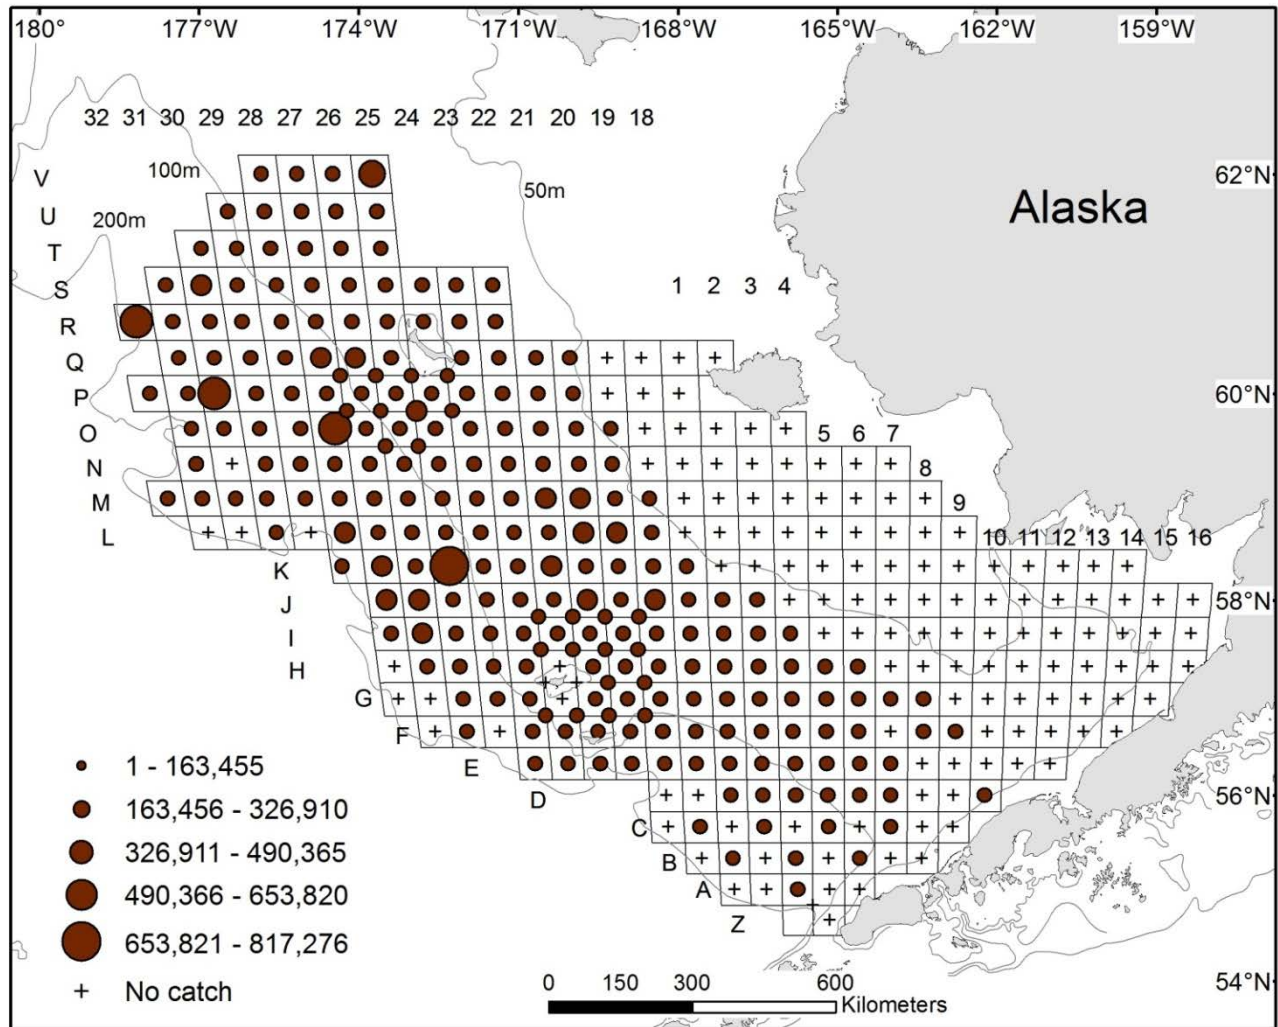 180° 177°W 174°W 171°W 168°W 165°W 162°W 159°W
32 31 30 29 28 27 26 25 24 23 22 21 20 19 18
100m
62°N
V
50m
Alaska
U
200m
T
S
1 2 3 4
R
Q
P
60°N
O
5 6 7
N
8
M
9
L
10 11 12 13 14 15 16
K
J
58°N
I
H
G
F
E
1 - 163,455
D
56°N
163,456 - 326,910
C
326,911 - 490,365
B
490,366 - 653,820
A
Z
653,821 - 817,276
No catch
0 150 300 600
54°N
Kilometers